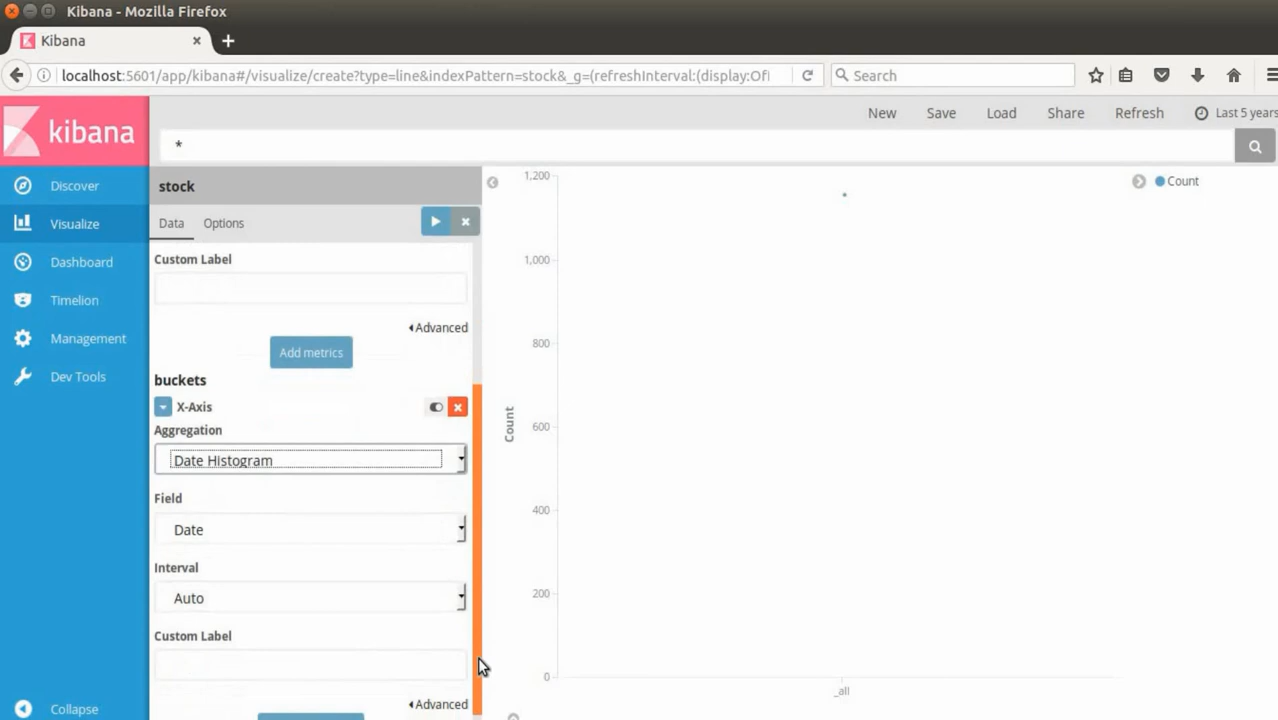 Kibana - Mozilla Firefox
Kibana
localhost:5601/app/kibana#/visualize/create?type=line&indexPattern=stock&_g=(refreshInterval:(display:Of
Search
kibana
New
Save
Load
Share
Refresh
Last 5 years
*
Discover
Visualize
Dashboard
Timelion
Management
Dev Tools
Collapse
stock
Data
Options
Custom Label
Advanced
Add metrics
buckets
X-Axis
Aggregation
Date Histogram
Field
Date
Interval
Auto
Custom Label
Advanced
1,200
1,000
800
600
400
200
0
Count
_all
Count